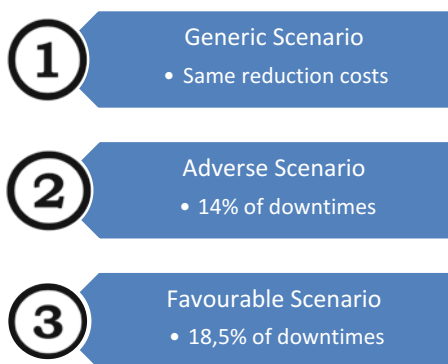 1
Generic Scenario
• Same reduction costs
2
Adverse Scenario
• 14% of downtimes
3
Favourable Scenario
• 18,5% of downtimes